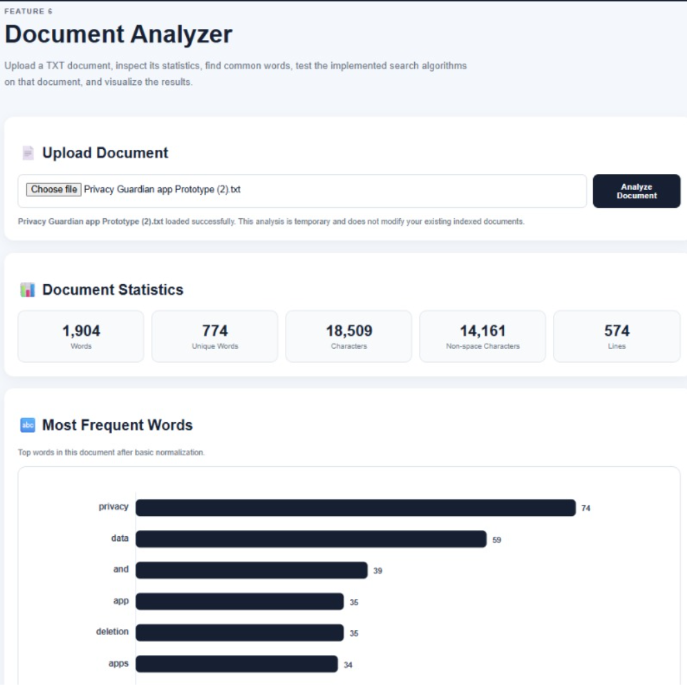 FEATURE 6
Document Analyzer
Upload a TXT document, inspect its statistics, find common words, test the implemented search algorithms
on that document, and visualize the results.
Upload Document
Choose file Privacy Guardian app Prototype (2).txt
Analyze
Document
Privacy Guardian app Prototype (2).txt loaded successfully. This analysis is temporary and does not modify your existing indexed documents.
Document Statistics
1,904
Words
774
Unique Words
18,509
Characters
14,161
Non-space Characters
574
Lines
abc Most Frequent Words
Top words in this document after basic normalization.
privacy 74
data 59
and 39
app 35
deletion 35
apps 34